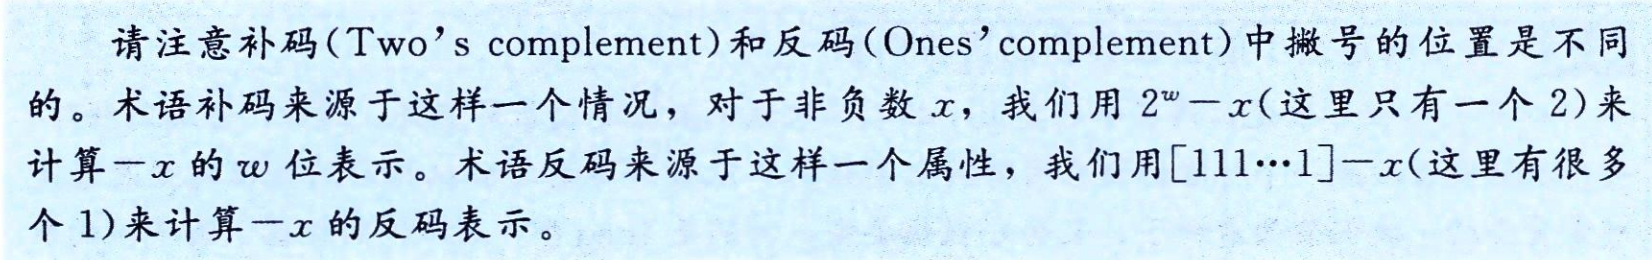 请注意补码(Two's complement)和反码(Ones' complement)中撇号的位置是不同
的。术语补码来源于这样一个情况，对于非负数 x，我们用 2ʷ－x(这里只有一个 2)来
计算－x 的 w 位表示。术语反码来源于这样一个属性，我们用[111…1]－x(这里有很多
个 1)来计算－x 的反码表示。